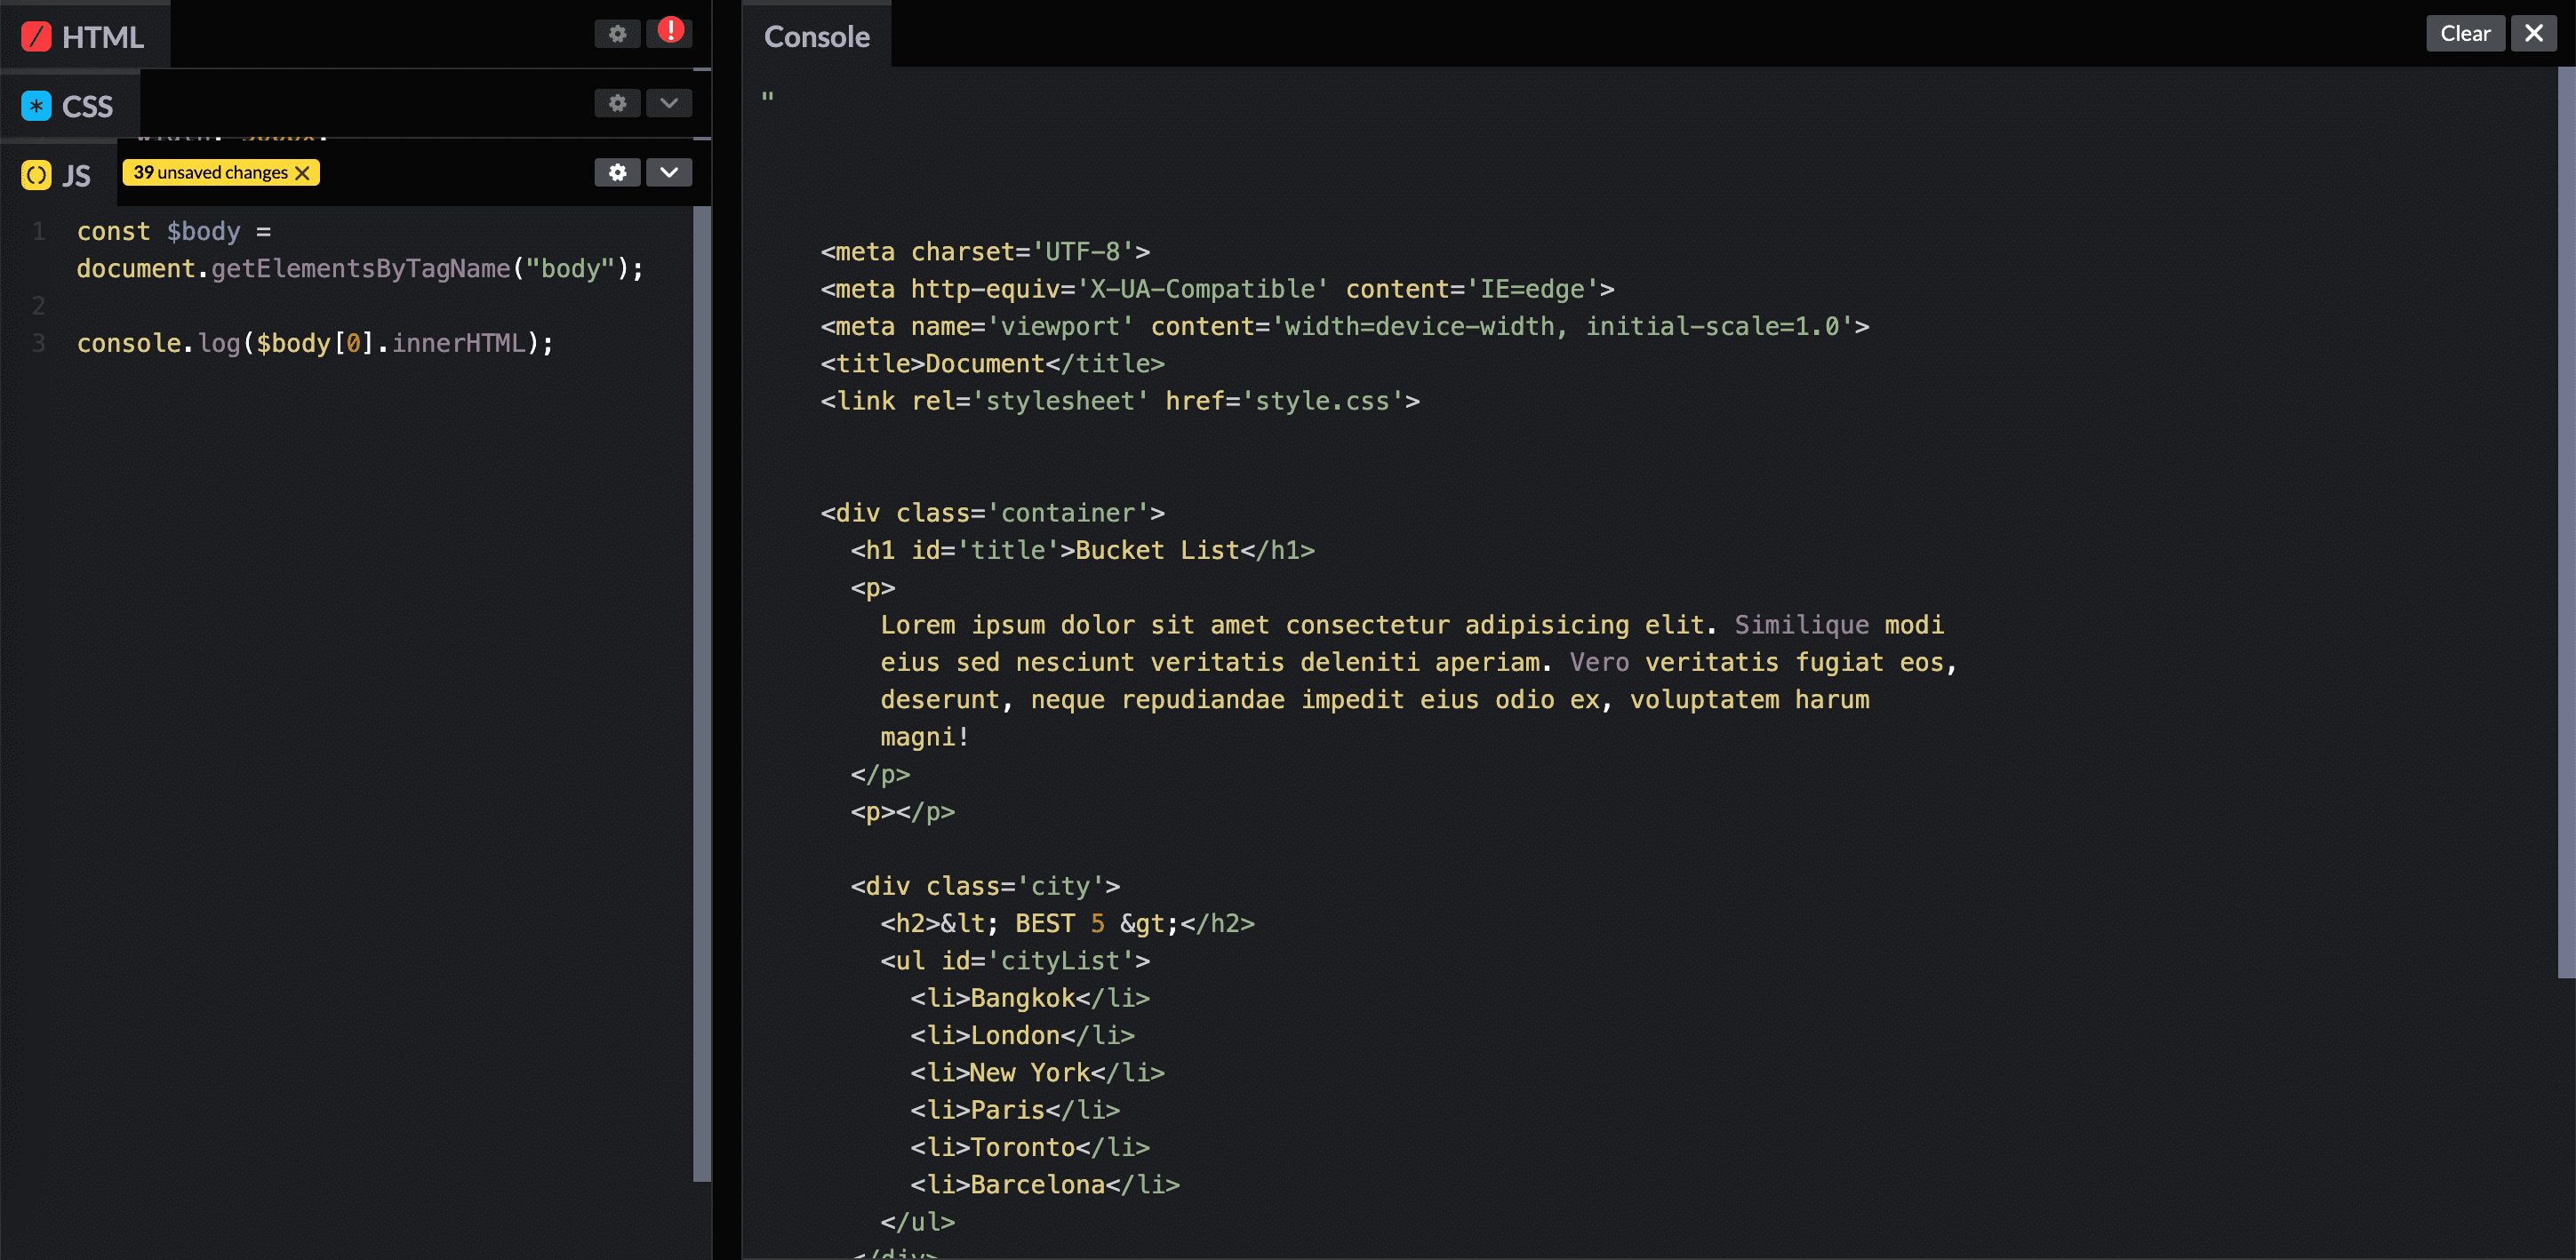 HTML
!
CSS
JS
39 unsaved changes
1 const $body =
document.getElementsByTagName("body");
2
3 console.log($body[0].innerHTML);
Console
Clear
"
<meta charset='UTF-8'>
<meta http-equiv='X-UA-Compatible' content='IE=edge'>
<meta name='viewport' content='width=device-width, initial-scale=1.0'>
<title>Document</title>
<link rel='stylesheet' href='style.css'>
<div class='container'>
<h1 id='title'>Bucket List</h1>
<p>
Lorem ipsum dolor sit amet consectetur adipisicing elit. Similique modi
eius sed nesciunt veritatis deleniti aperiam. Vero veritatis fugiat eos,
deserunt, neque repudiandae impedit eius odio ex, voluptatem harum
magni!
</p>
<p></p>
<div class='city'>
<h2>&lt; BEST 5 &gt;</h2>
<ul id='cityList'>
<li>Bangkok</li>
<li>London</li>
<li>New York</li>
<li>Paris</li>
<li>Toronto</li>
<li>Barcelona</li>
</ul>
</div>